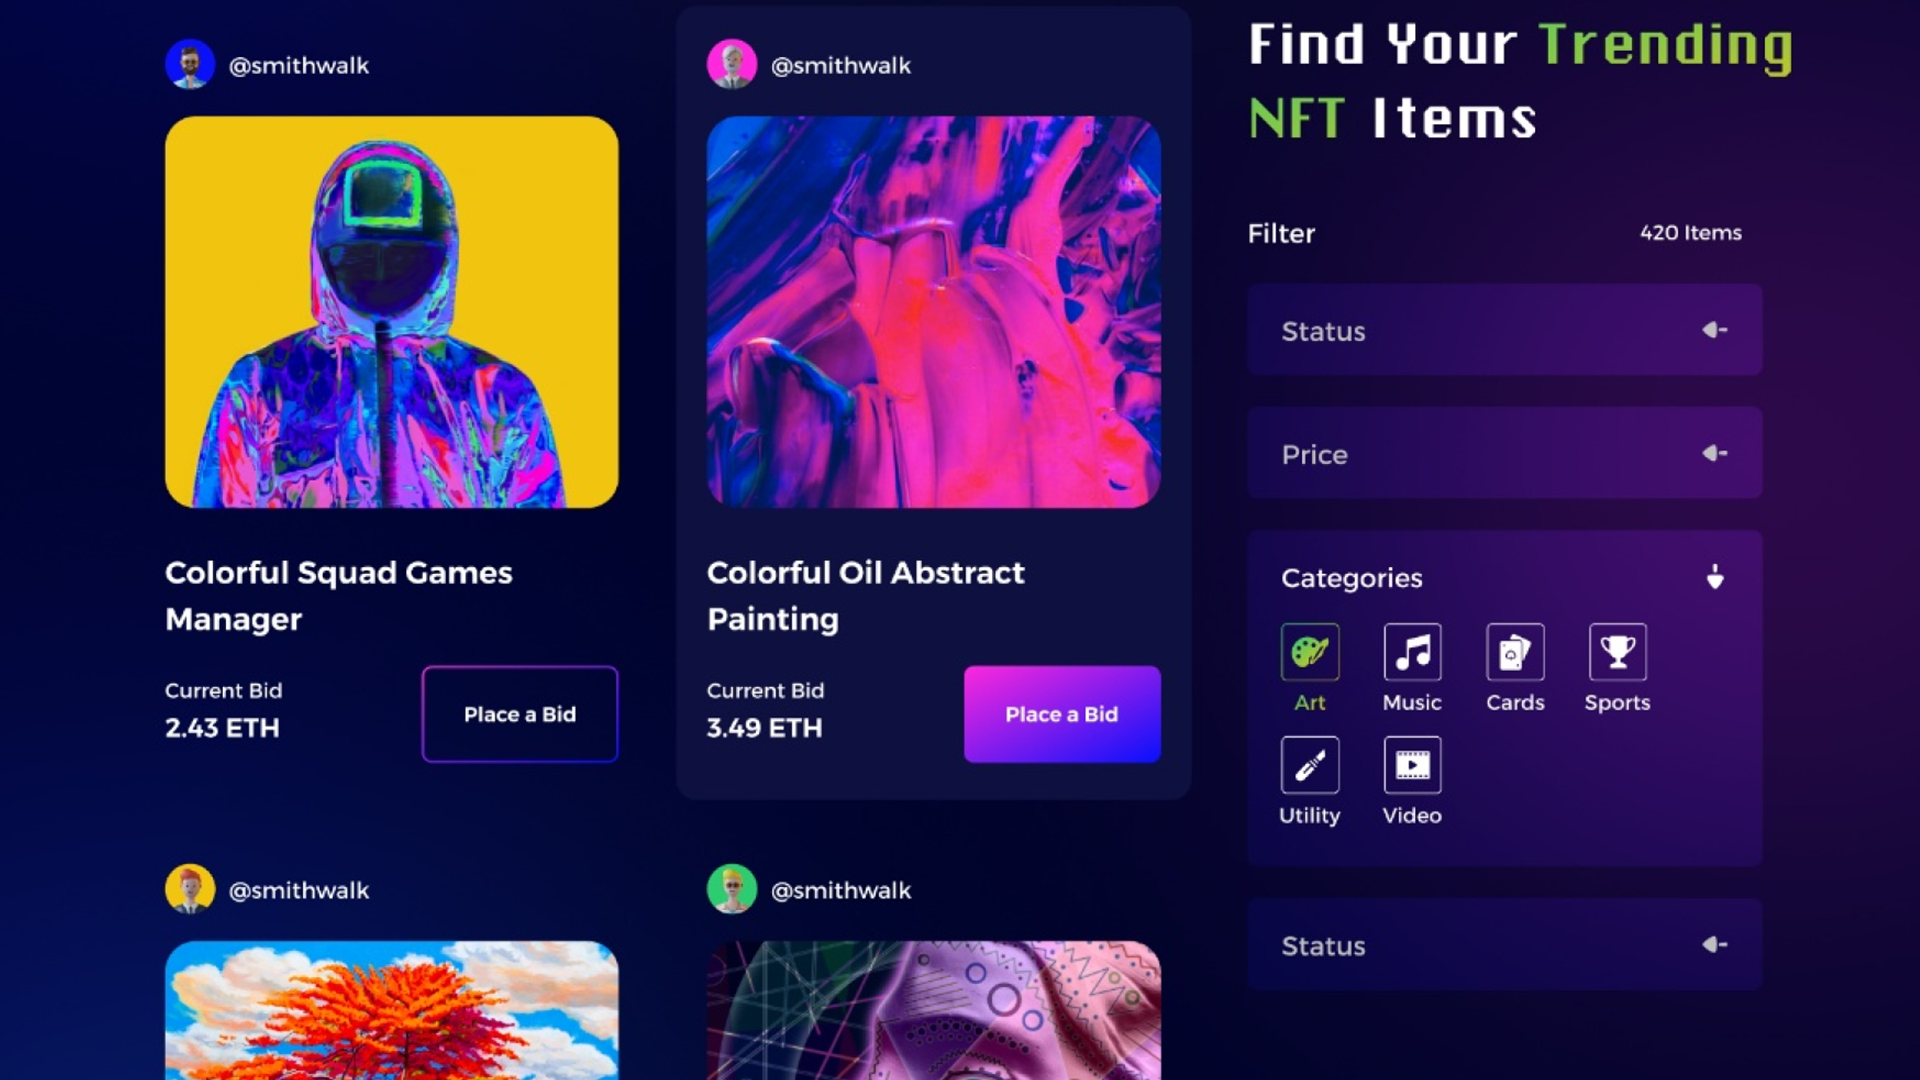 @smithwalk
Colorful Squad Games
Manager
Current Bid
2.43 ETH
Place a Bid
@smithwalk
Colorful Oil Abstract
Painting
Current Bid
3.49 ETH
Place a Bid
@smithwalk
@smithwalk
Find Your Trending
NFT Items
Filter
420 Items
Status
Price
Categories
Art
Music
Cards
Sports
Utility
Video
Status